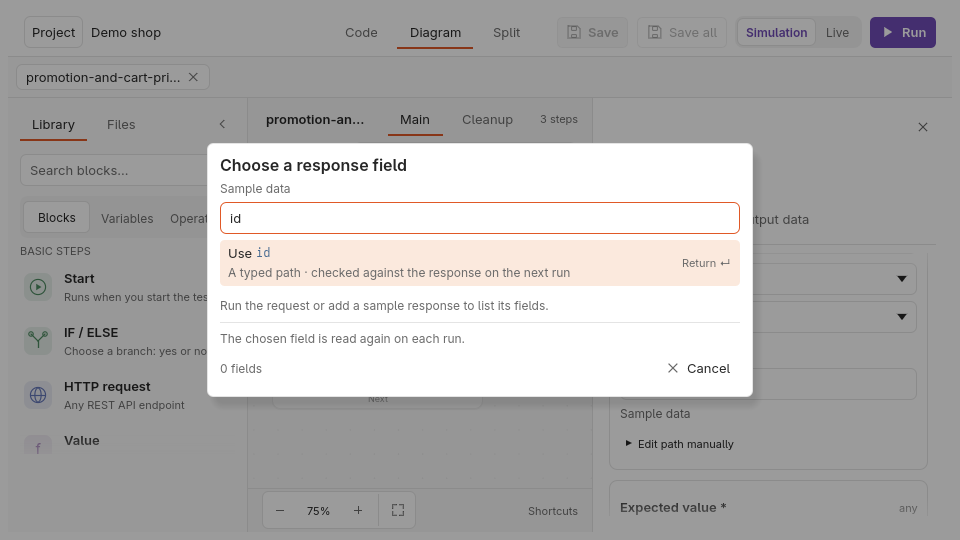 Project Demo shop Code Diagram Split Save Save all Simulation Live Run
promotion-and-cart-pri...
Library Files promotion-an... Main Cleanup 3 steps
Choose a response field
Sample data
id
Use id
A typed path · checked against the response on the next run
Return ↵
Run the request or add a sample response to list its fields.
The chosen field is read again on each run.
0 fields Cancel
Search blocks...
Blocks Variables Operat
BASIC STEPS
Start
Runs when you start the tes
IF / ELSE
Choose a branch: yes or no
HTTP request
Any REST API endpoint
Value
Next
75% Shortcuts
tput data
Sample data
Edit path manually
Expected value * any